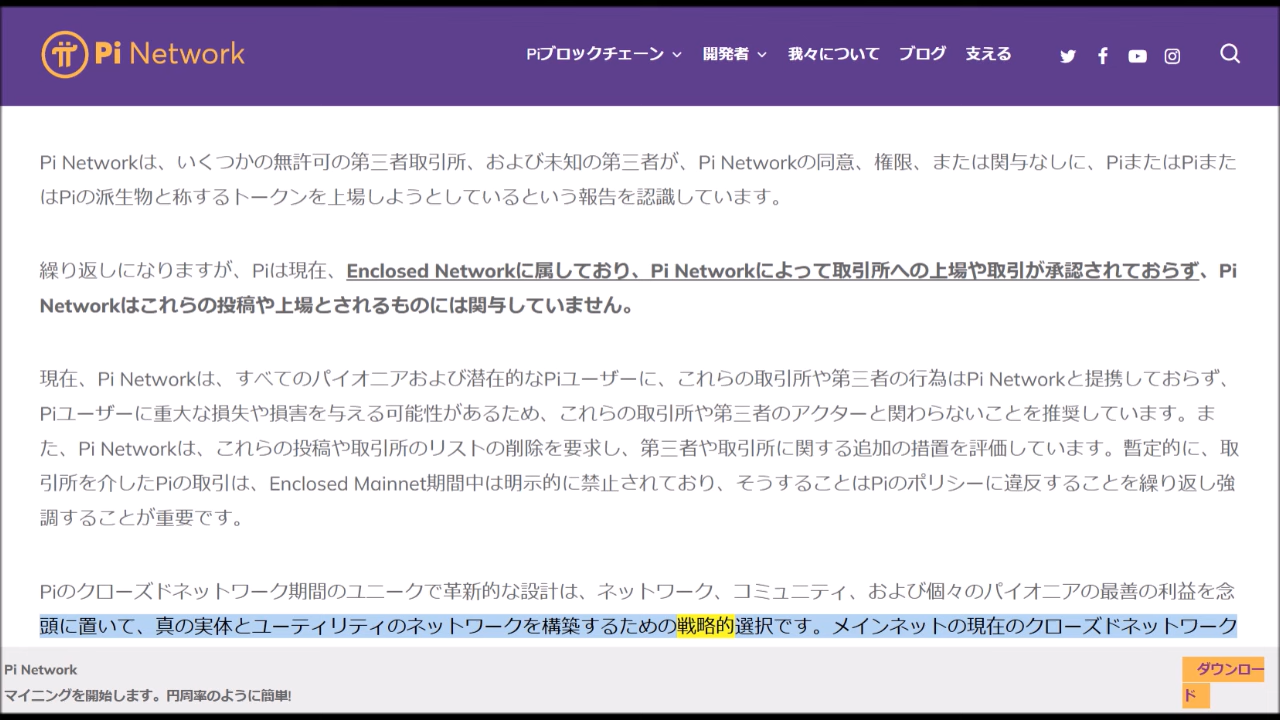 Pi Network
Piブロックチェーン 開発者 我々について ブログ 支える
Pi Networkは、いくつかの無許可の第三者取引所、および未知の第三者が、Pi Networkの同意、権限、または関与なしに、PiまたはPiまた
はPiの派生物と称するトークンを上場しようとしているという報告を認識しています。
繰り返しになりますが、Piは現在、Enclosed Networkに属しており、Pi Networkによって取引所への上場や取引が承認されておらず、Pi
Networkはこれらの投稿や上場とされるものには関与していません。
現在、Pi Networkは、すべてのパイオニアおよび潜在的なPiユーザーに、これらの取引所や第三者の行為はPi Networkと提携しておらず、
Piユーザーに重大な損失や損害を与える可能性があるため、これらの取引所や第三者のアクターと関わらないことを推奨しています。ま
た、Pi Networkは、これらの投稿や取引所のリストの削除を要求し、第三者や取引所に関する追加の措置を評価しています。暫定的に、取
引所を介したPiの取引は、Enclosed Mainnet期間中は明示的に禁止されており、そうすることはPiのポリシーに違反することを繰り返し強
調することが重要です。
Piのクローズドネットワーク期間のユニークで革新的な設計は、ネットワーク、コミュニティ、および個々のパイオニアの最善の利益を念
頭に置いて、真の実体とユーティリティのネットワークを構築するための戦略的選択です。メインネットの現在のクローズドネットワーク
Pi Network
マイニングを開始します。円周率のように簡単!
ダウンロー
ド